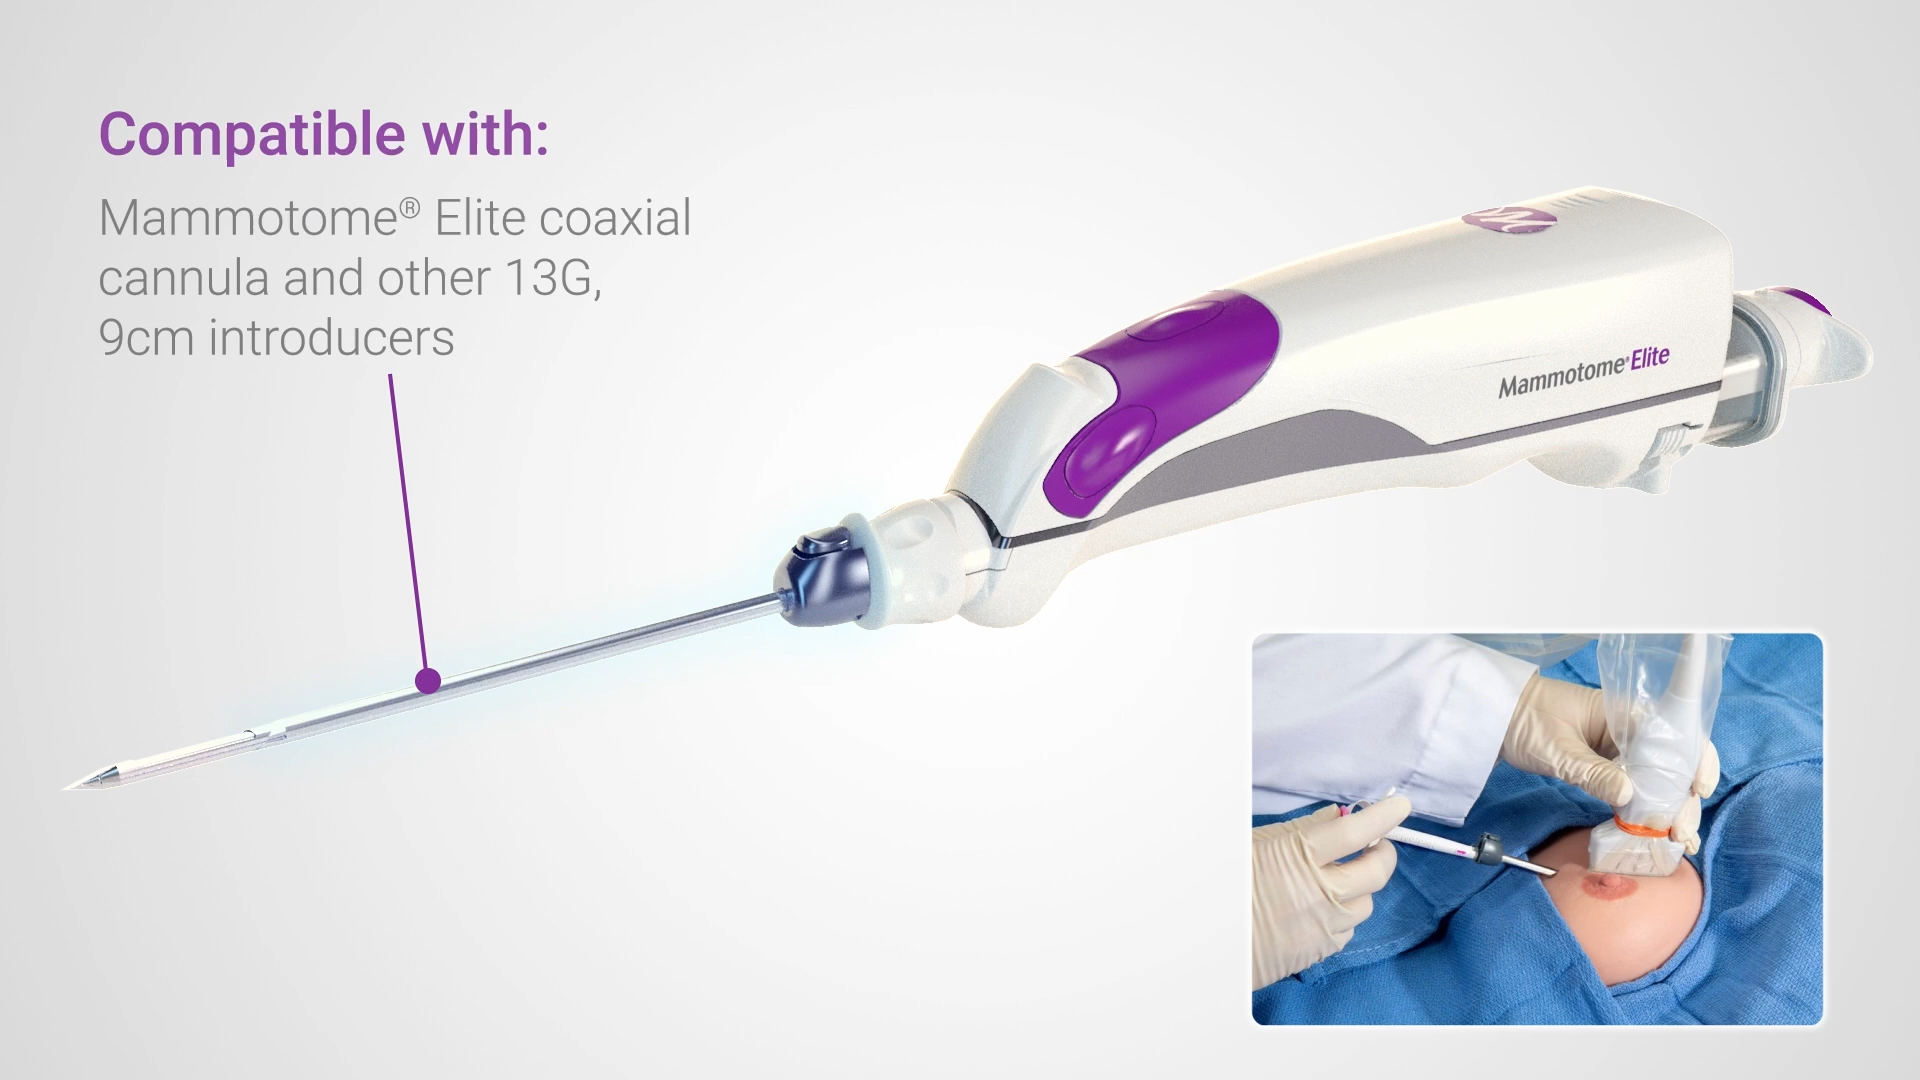 Compatible with:
Mammotome® Elite coaxial
cannula and other 13G,
9cm introducers
Mammotome® Elite